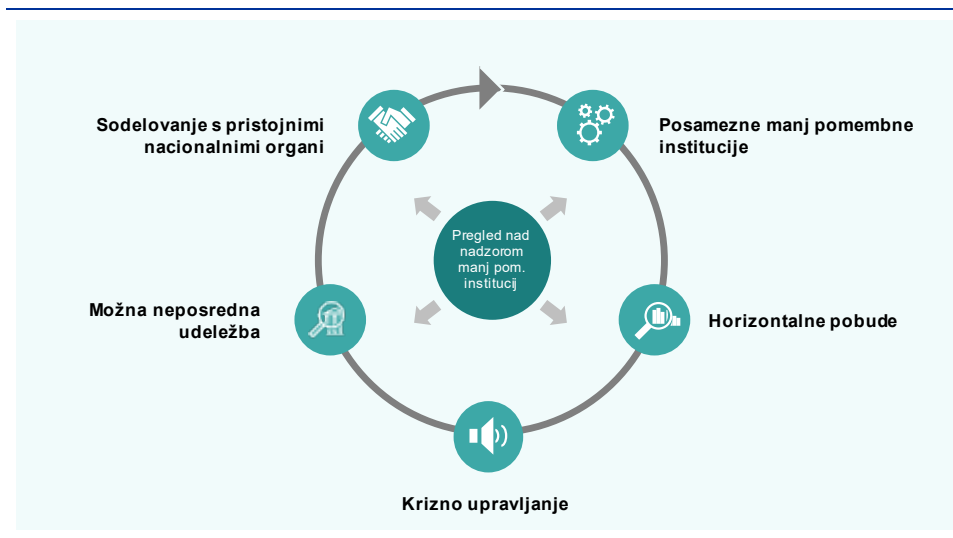 Sodelovanje s pristojnimi
nacionalnimi organi
Posamezne manj pomembne
institucije
Pregled nad
nadzorom
manj pom.
institucij
Možna neposredna
udeležba
Horizontalne pobude
Krizno upravljanje